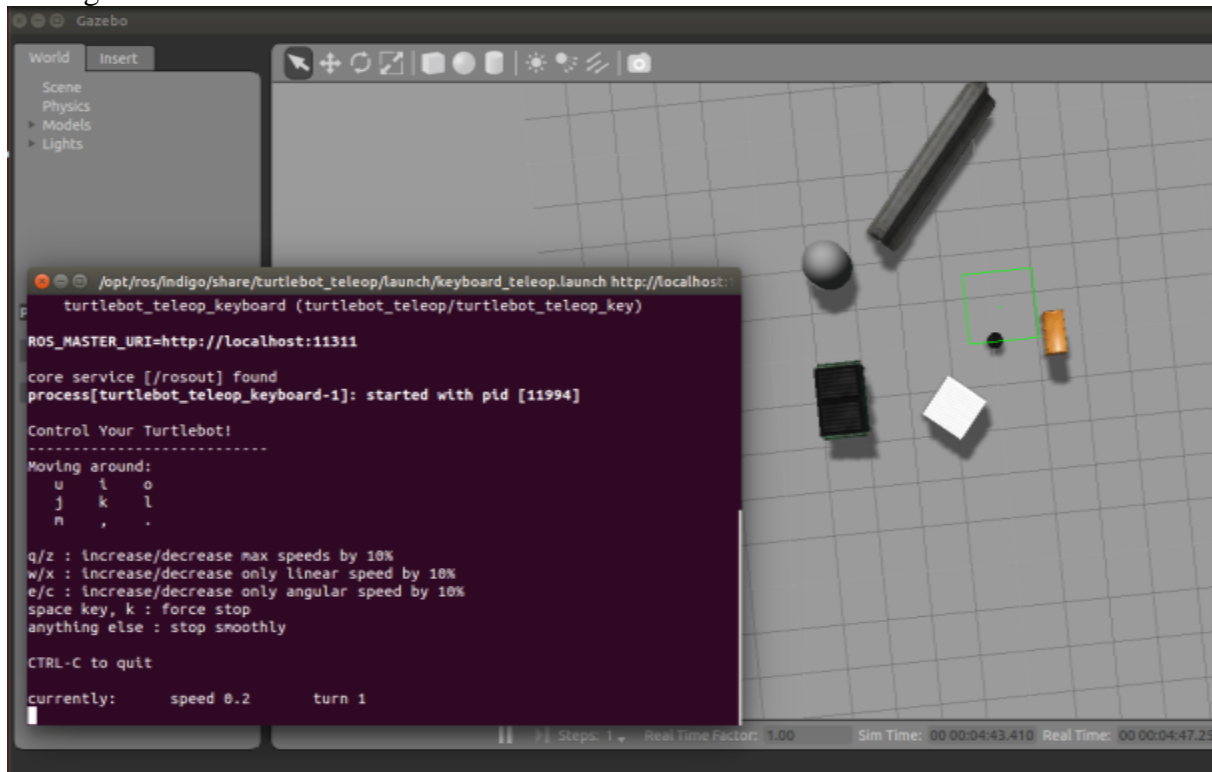 Gazebo
World Insert
Scene
Physics
Models
Lights
/opt/ros/indigo/share/turtlebot_teleop/launch/keyboard_teleop.launch http://localhost:
turtlebot_teleop_keyboard (turtlebot_teleop/turtlebot_teleop_key)
ROS_MASTER_URI=http://localhost:11311
core service [/rosout] found
process[turtlebot_teleop_keyboard-1]: started with pid [11994]
Control Your Turtlebot!
---------------------------
Moving around:
u i o
j k l
m , .
q/z : increase/decrease max speeds by 10%
w/x : increase/decrease only linear speed by 10%
e/c : increase/decrease only angular speed by 10%
space key, k : force stop
anything else : stop smoothly
CTRL-C to quit
currently: speed 0.2 turn 1
Steps: 1 Real Time Factor: 1.00 Sim Time: 00 00:04:43.410 Real Time: 00 00:04:47.25